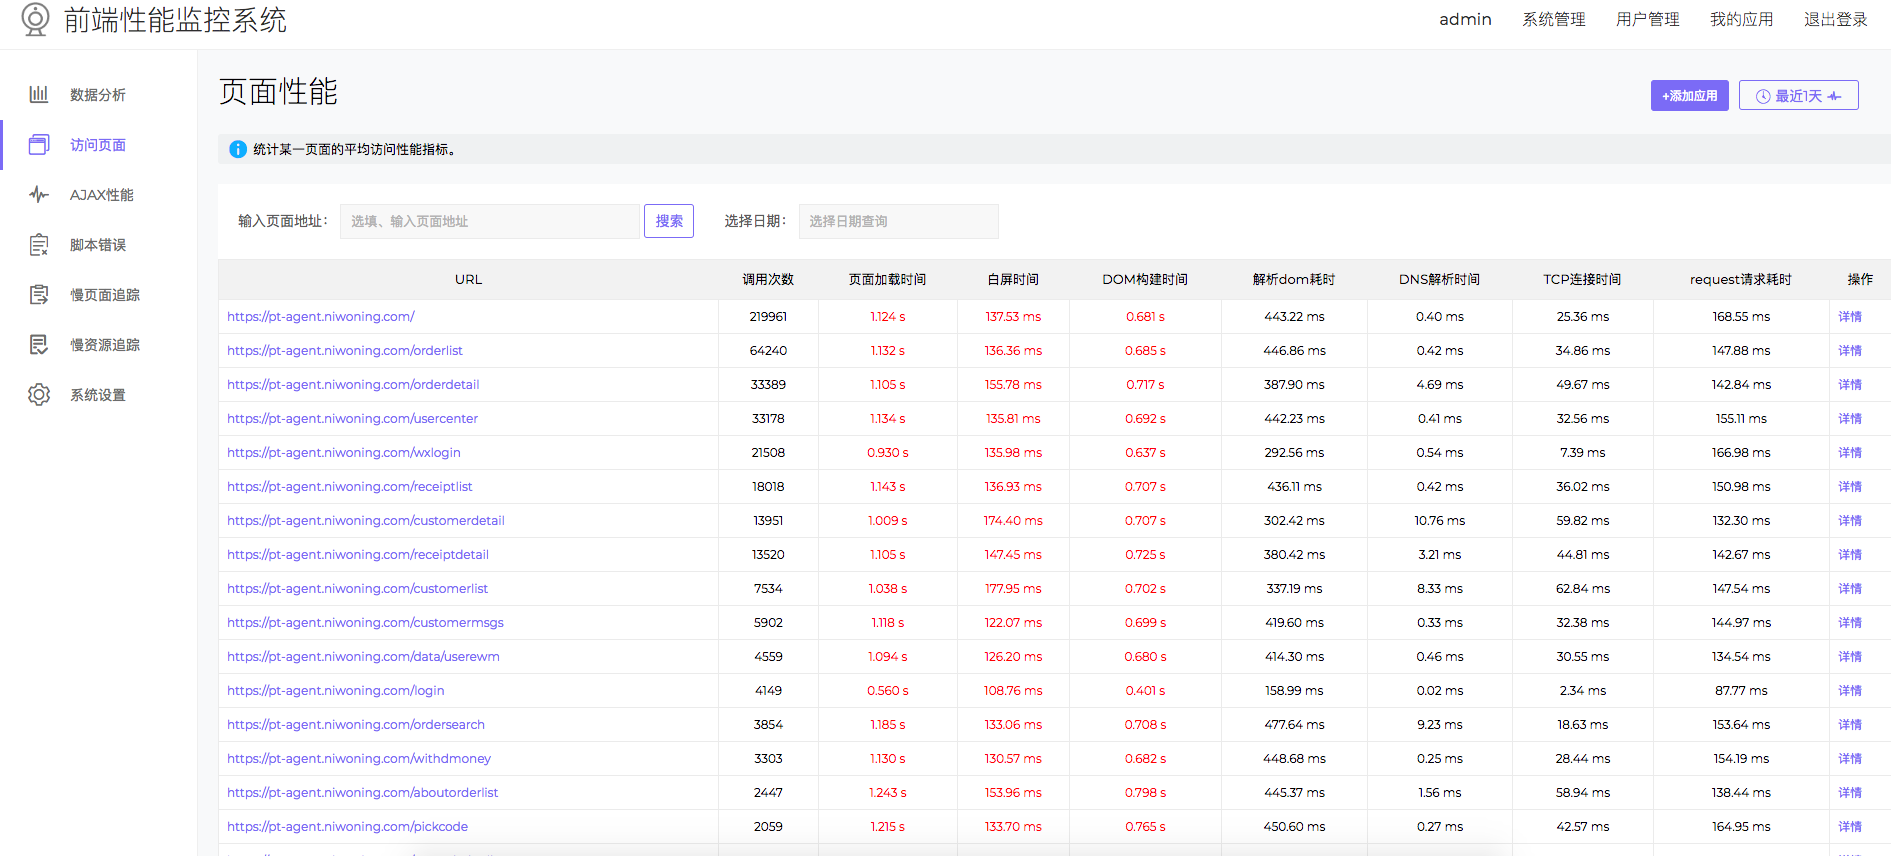 前端性能监控系统
admin 系统管理 用户管理 我的应用 退出登录
数据分析
访问页面
AJAX性能
脚本错误
慢页面追踪
慢资源追踪
系统设置
页面性能
+添加应用 最近1天
统计某一页面的平均访问性能指标。
输入页面地址： 选填、输入页面地址 搜索 选择日期： 选择日期查询
URL 调用次数 页面加载时间 白屏时间 DOM构建时间 解析dom耗时 DNS解析时间 TCP连接时间 request请求耗时 操作
https://pt-agent.niwoning.com/ 219961 1.124 s 137.53 ms 0.681 s 443.22 ms 0.40 ms 25.36 ms 168.55 ms 详情
https://pt-agent.niwoning.com/orderlist 64240 1.132 s 136.36 ms 0.685 s 446.86 ms 0.42 ms 34.86 ms 147.88 ms 详情
https://pt-agent.niwoning.com/orderdetail 33389 1.105 s 155.78 ms 0.717 s 387.90 ms 4.69 ms 49.67 ms 142.84 ms 详情
https://pt-agent.niwoning.com/usercenter 33178 1.134 s 135.81 ms 0.692 s 442.23 ms 0.41 ms 32.56 ms 155.11 ms 详情
https://pt-agent.niwoning.com/wxlogin 21508 0.930 s 135.98 ms 0.637 s 292.56 ms 0.54 ms 7.39 ms 166.98 ms 详情
https://pt-agent.niwoning.com/receiptlist 18018 1.143 s 136.93 ms 0.707 s 436.11 ms 0.42 ms 36.02 ms 150.98 ms 详情
https://pt-agent.niwoning.com/customerdetail 13951 1.009 s 174.40 ms 0.707 s 302.42 ms 10.76 ms 59.82 ms 132.30 ms 详情
https://pt-agent.niwoning.com/receiptdetail 13520 1.105 s 147.45 ms 0.725 s 380.42 ms 3.21 ms 44.81 ms 142.67 ms 详情
https://pt-agent.niwoning.com/customerlist 7534 1.038 s 177.95 ms 0.702 s 337.19 ms 8.33 ms 62.84 ms 147.54 ms 详情
https://pt-agent.niwoning.com/customermsgs 5902 1.118 s 122.07 ms 0.699 s 419.60 ms 0.33 ms 32.38 ms 144.97 ms 详情
https://pt-agent.niwoning.com/data/userewm 4559 1.094 s 126.20 ms 0.680 s 414.30 ms 0.46 ms 30.55 ms 134.54 ms 详情
https://pt-agent.niwoning.com/login 4149 0.560 s 108.76 ms 0.401 s 158.99 ms 0.02 ms 2.34 ms 87.77 ms 详情
https://pt-agent.niwoning.com/ordersearch 3854 1.185 s 133.06 ms 0.708 s 477.64 ms 9.23 ms 18.63 ms 153.64 ms 详情
https://pt-agent.niwoning.com/withdmoney 3303 1.130 s 130.57 ms 0.682 s 448.68 ms 0.25 ms 28.44 ms 154.19 ms 详情
https://pt-agent.niwoning.com/aboutorderlist 2447 1.243 s 153.96 ms 0.798 s 445.37 ms 1.56 ms 58.94 ms 138.44 ms 详情
https://pt-agent.niwoning.com/pickcode 2059 1.215 s 133.70 ms 0.765 s 450.60 ms 0.27 ms 42.57 ms 164.95 ms 详情